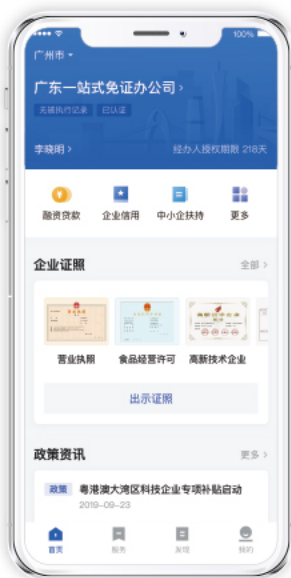 100%
广州市
广东一站式免证办公司
无被执行记录 已认证
李晓明 经办人授权期限 218天
融资贷款 企业信用 中小企扶持 更多
企业证照 全部
营业执照 食品经营许可 高新技术企业
出示证照
政策资讯 更多
政策 粤港澳大湾区科技企业专项补贴启动
2019-09-23
首页 服务 发现 我的